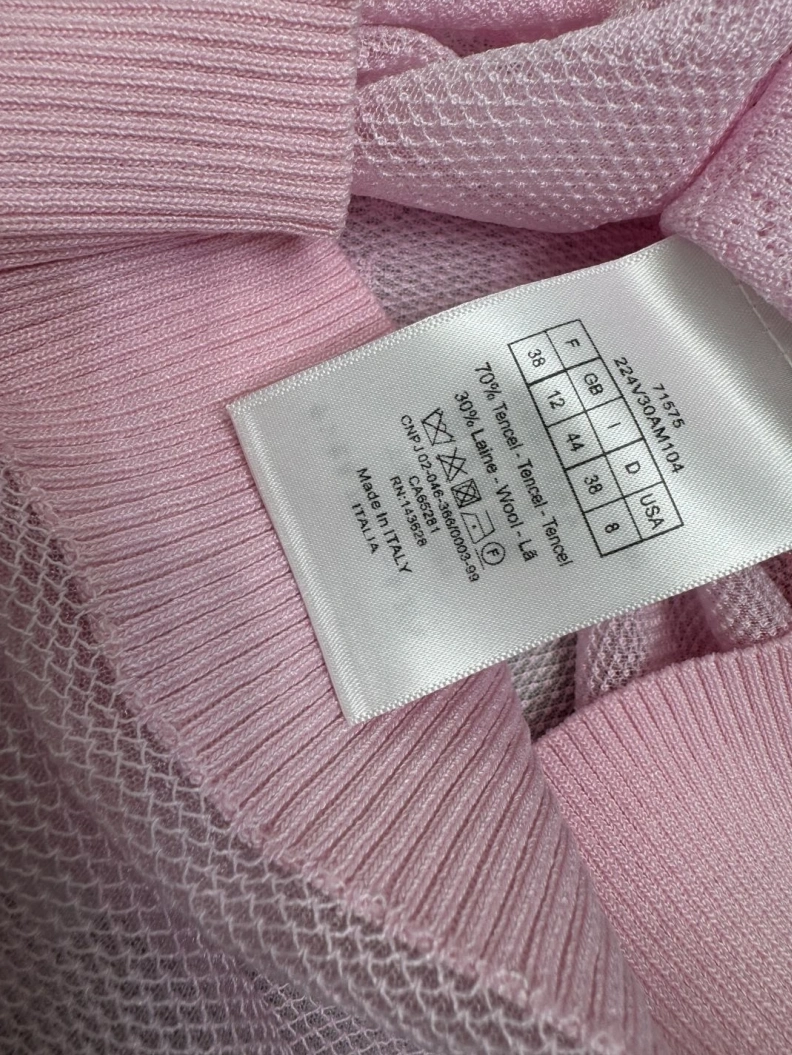 71575
224V30AM104
F GB I D USA
38 12 44 38 8
70% Tencel - Tencel - Tencel
30% Laine - Wool - Lã
F
CNPJ 02-046-366/0003-99
CA65281
RN:143628
Made In ITALY
ITALIA